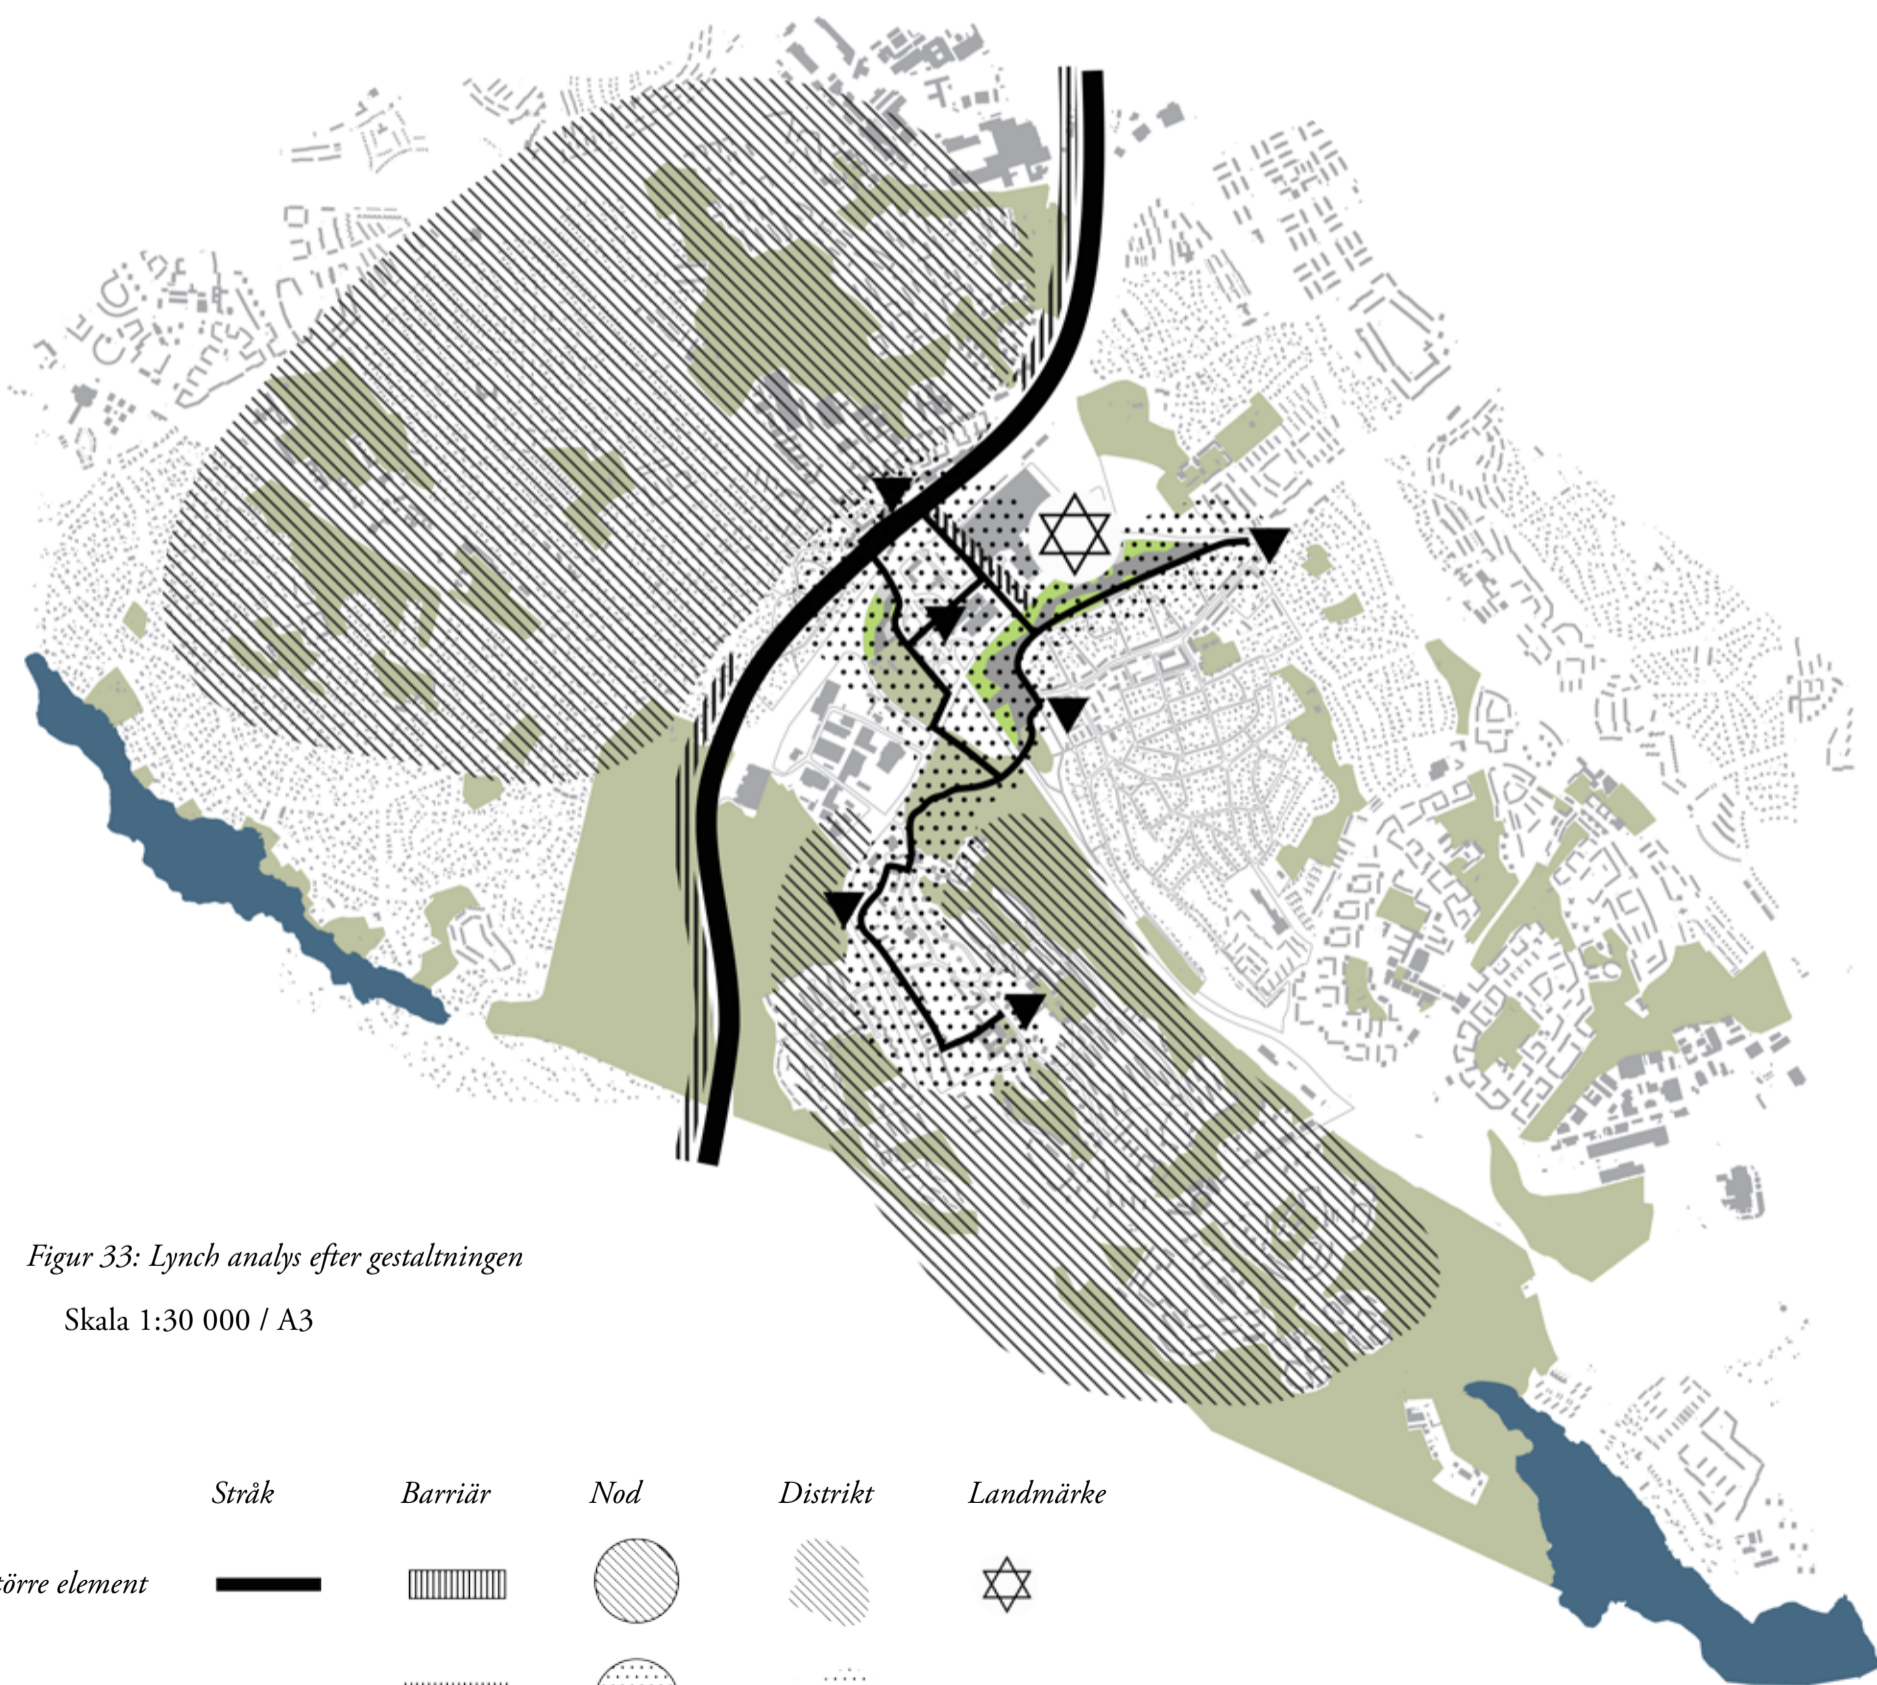 Figur 33: Lynch analys efter gestaltningen
Skala 1:30 000 / A3
Stråk Barriär Nod Distrikt Landmärke
törre element